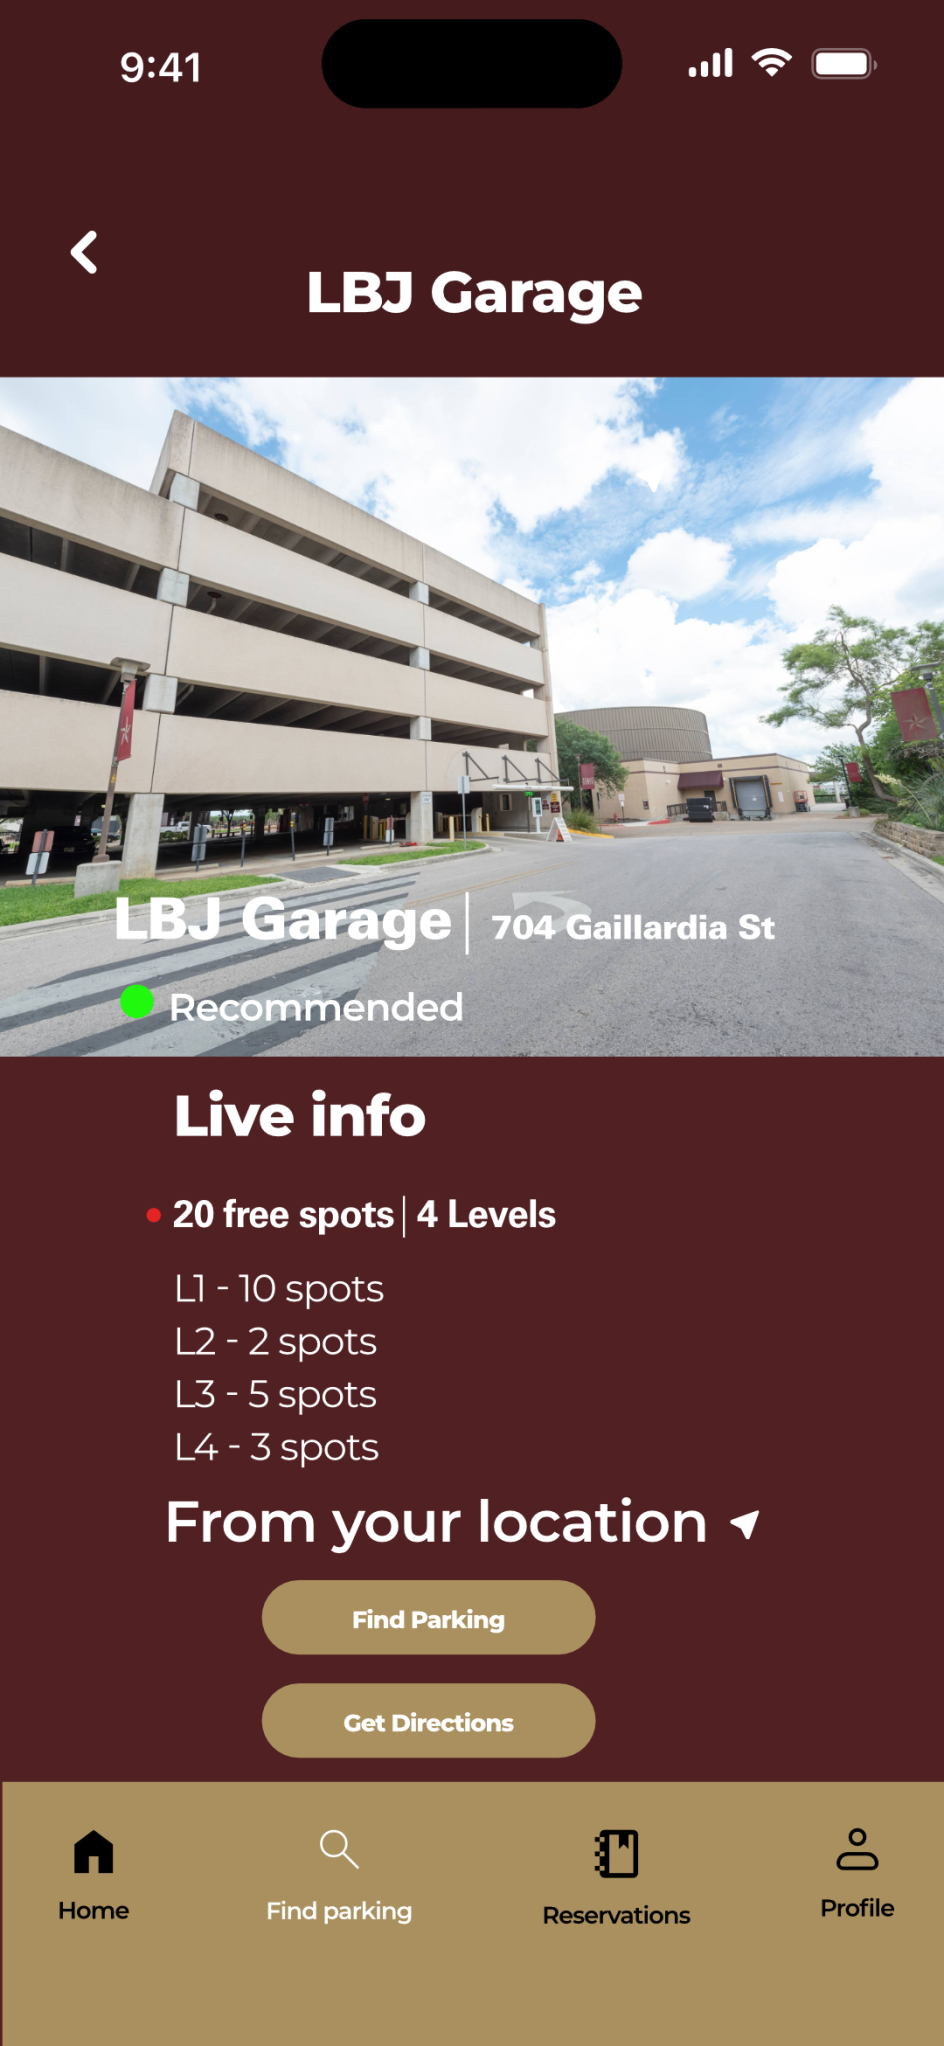 9:41
LBJ Garage
LBJ Garage | 704 Gaillardia St
Recommended
Live info
20 free spots | 4 Levels
L1 - 10 spots
L2 - 2 spots
L3 - 5 spots
L4 - 3 spots
From your location
Find Parking
Get Directions
Home
Find parking
Reservations
Profile